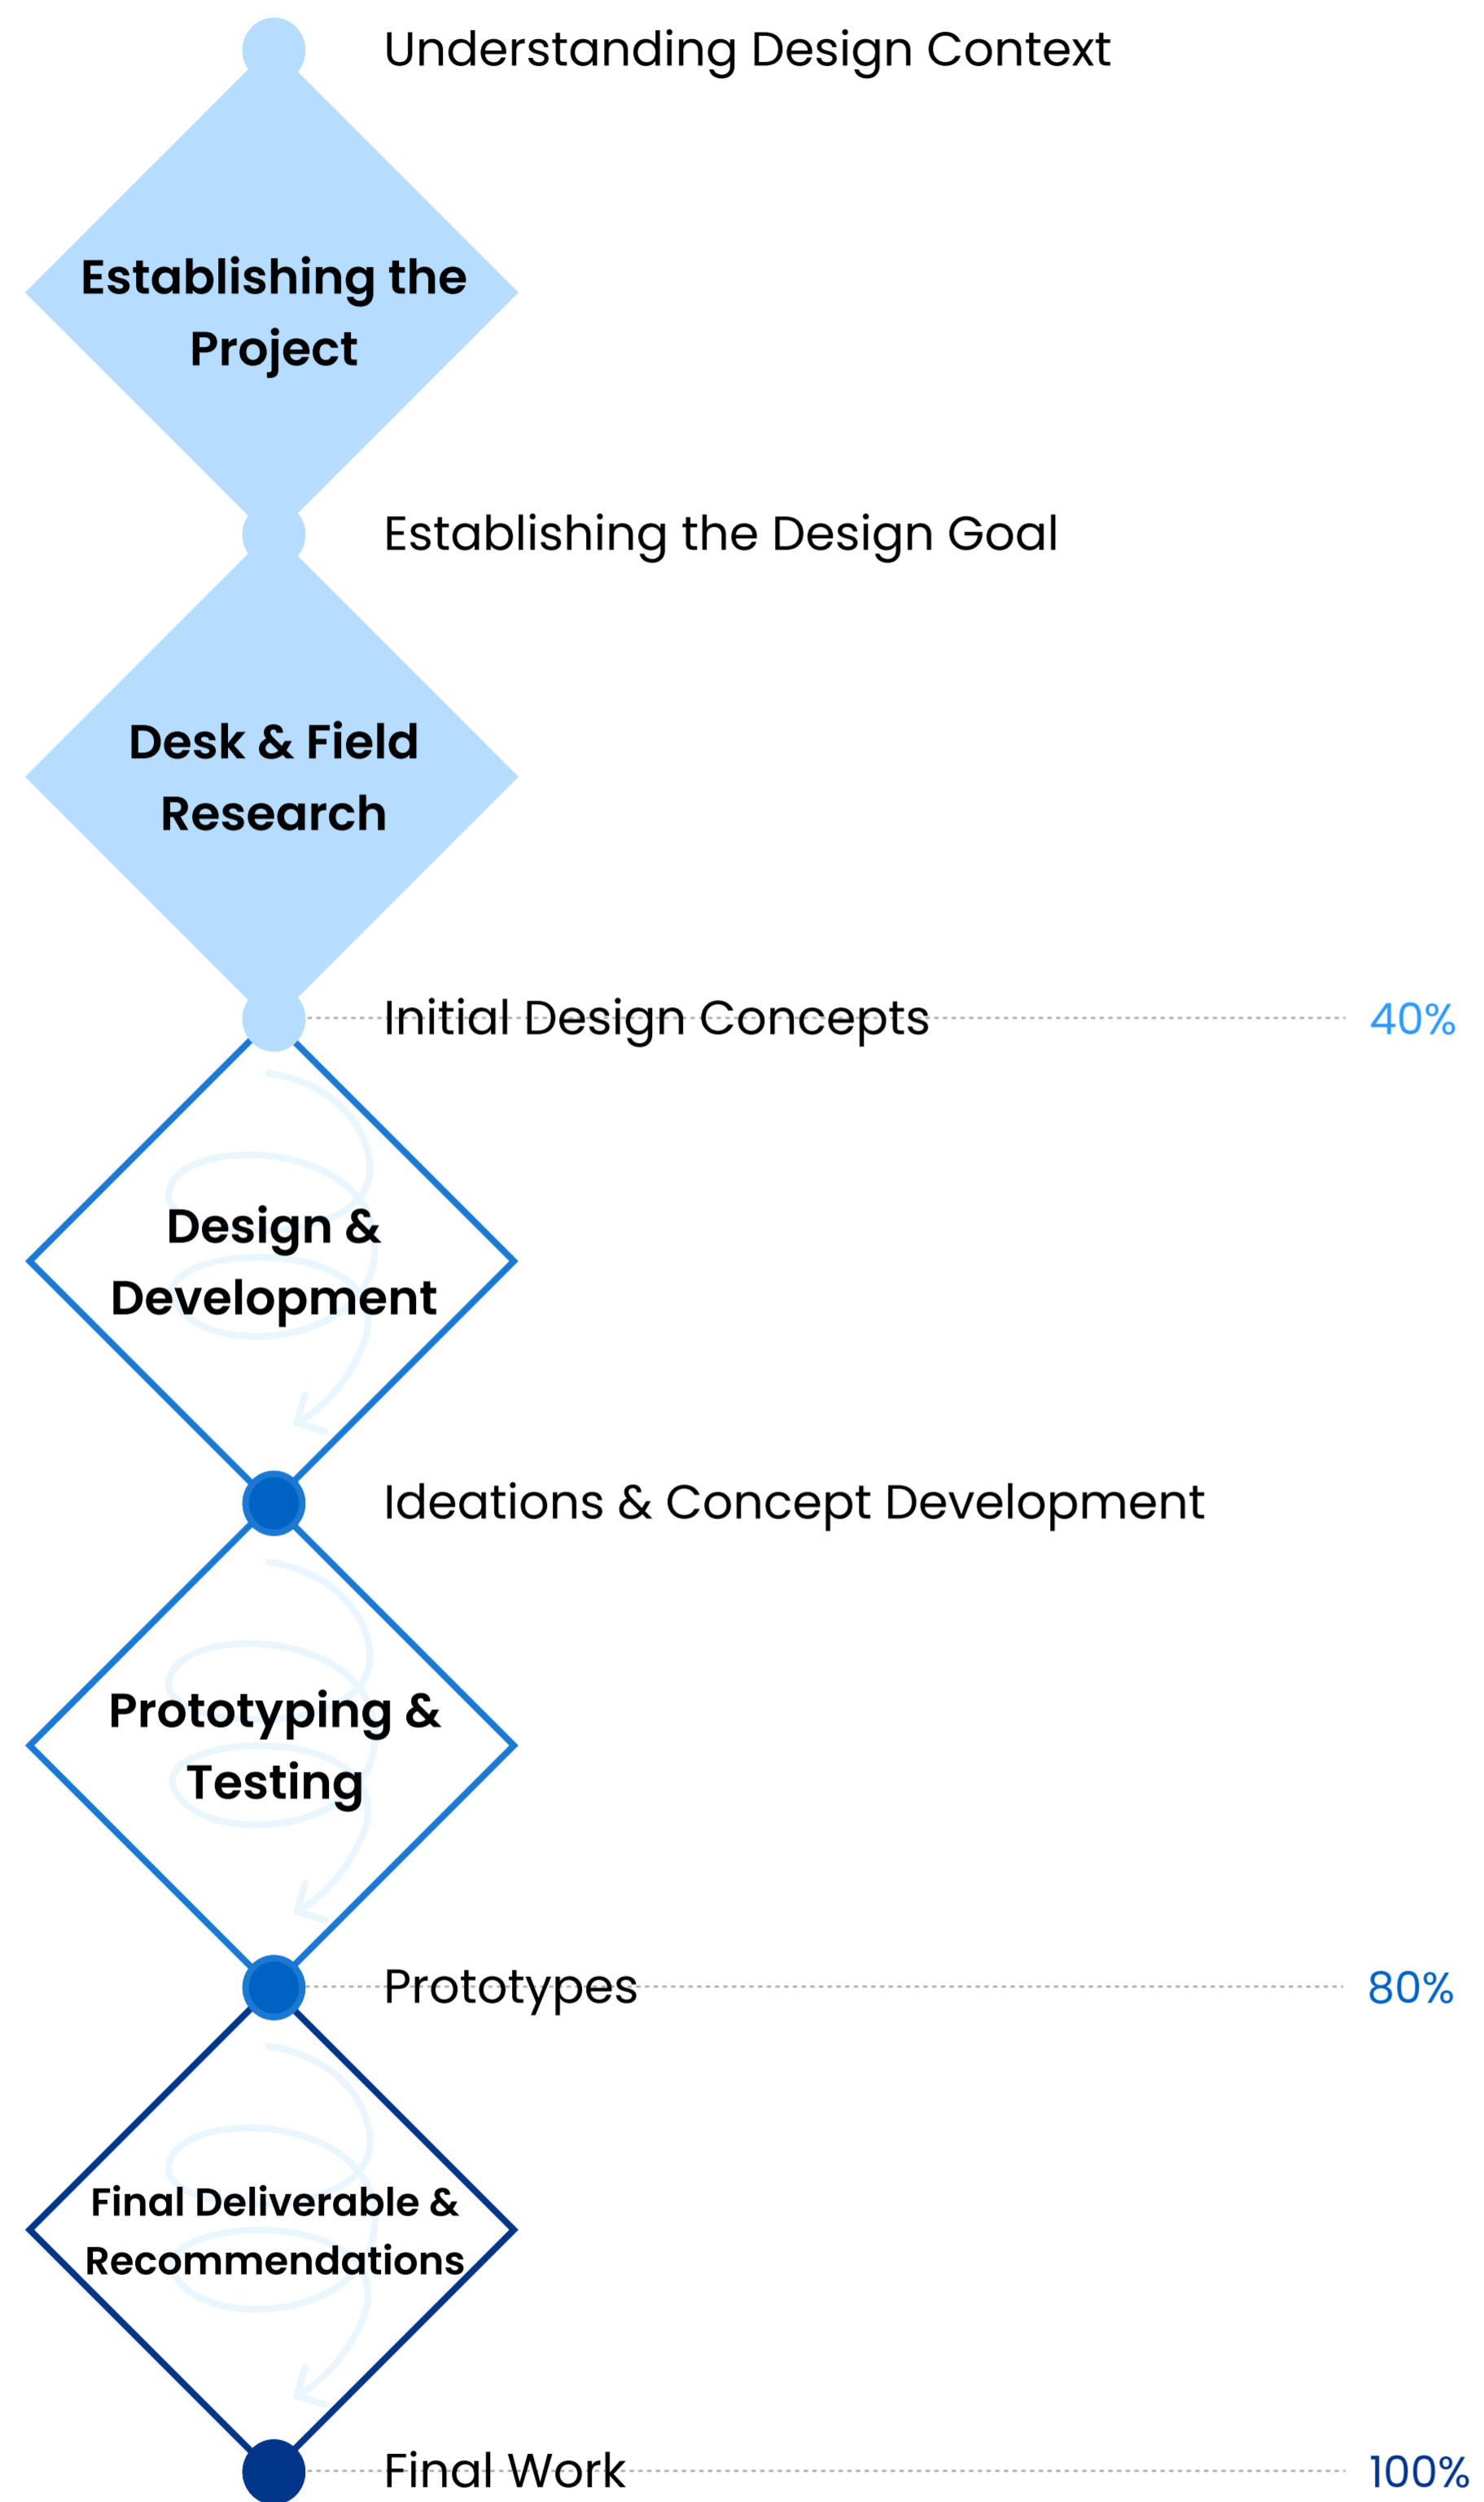 Understanding Design Context
Establishing the
Project
Establishing the Design Goal
Desk & Field
Research
Initial Design Concepts 40%
Design &
Development
Ideations & Concept Development
Prototyping &
Testing
Prototypes 80%
Final Deliverable &
Recommendations
Final Work 100%